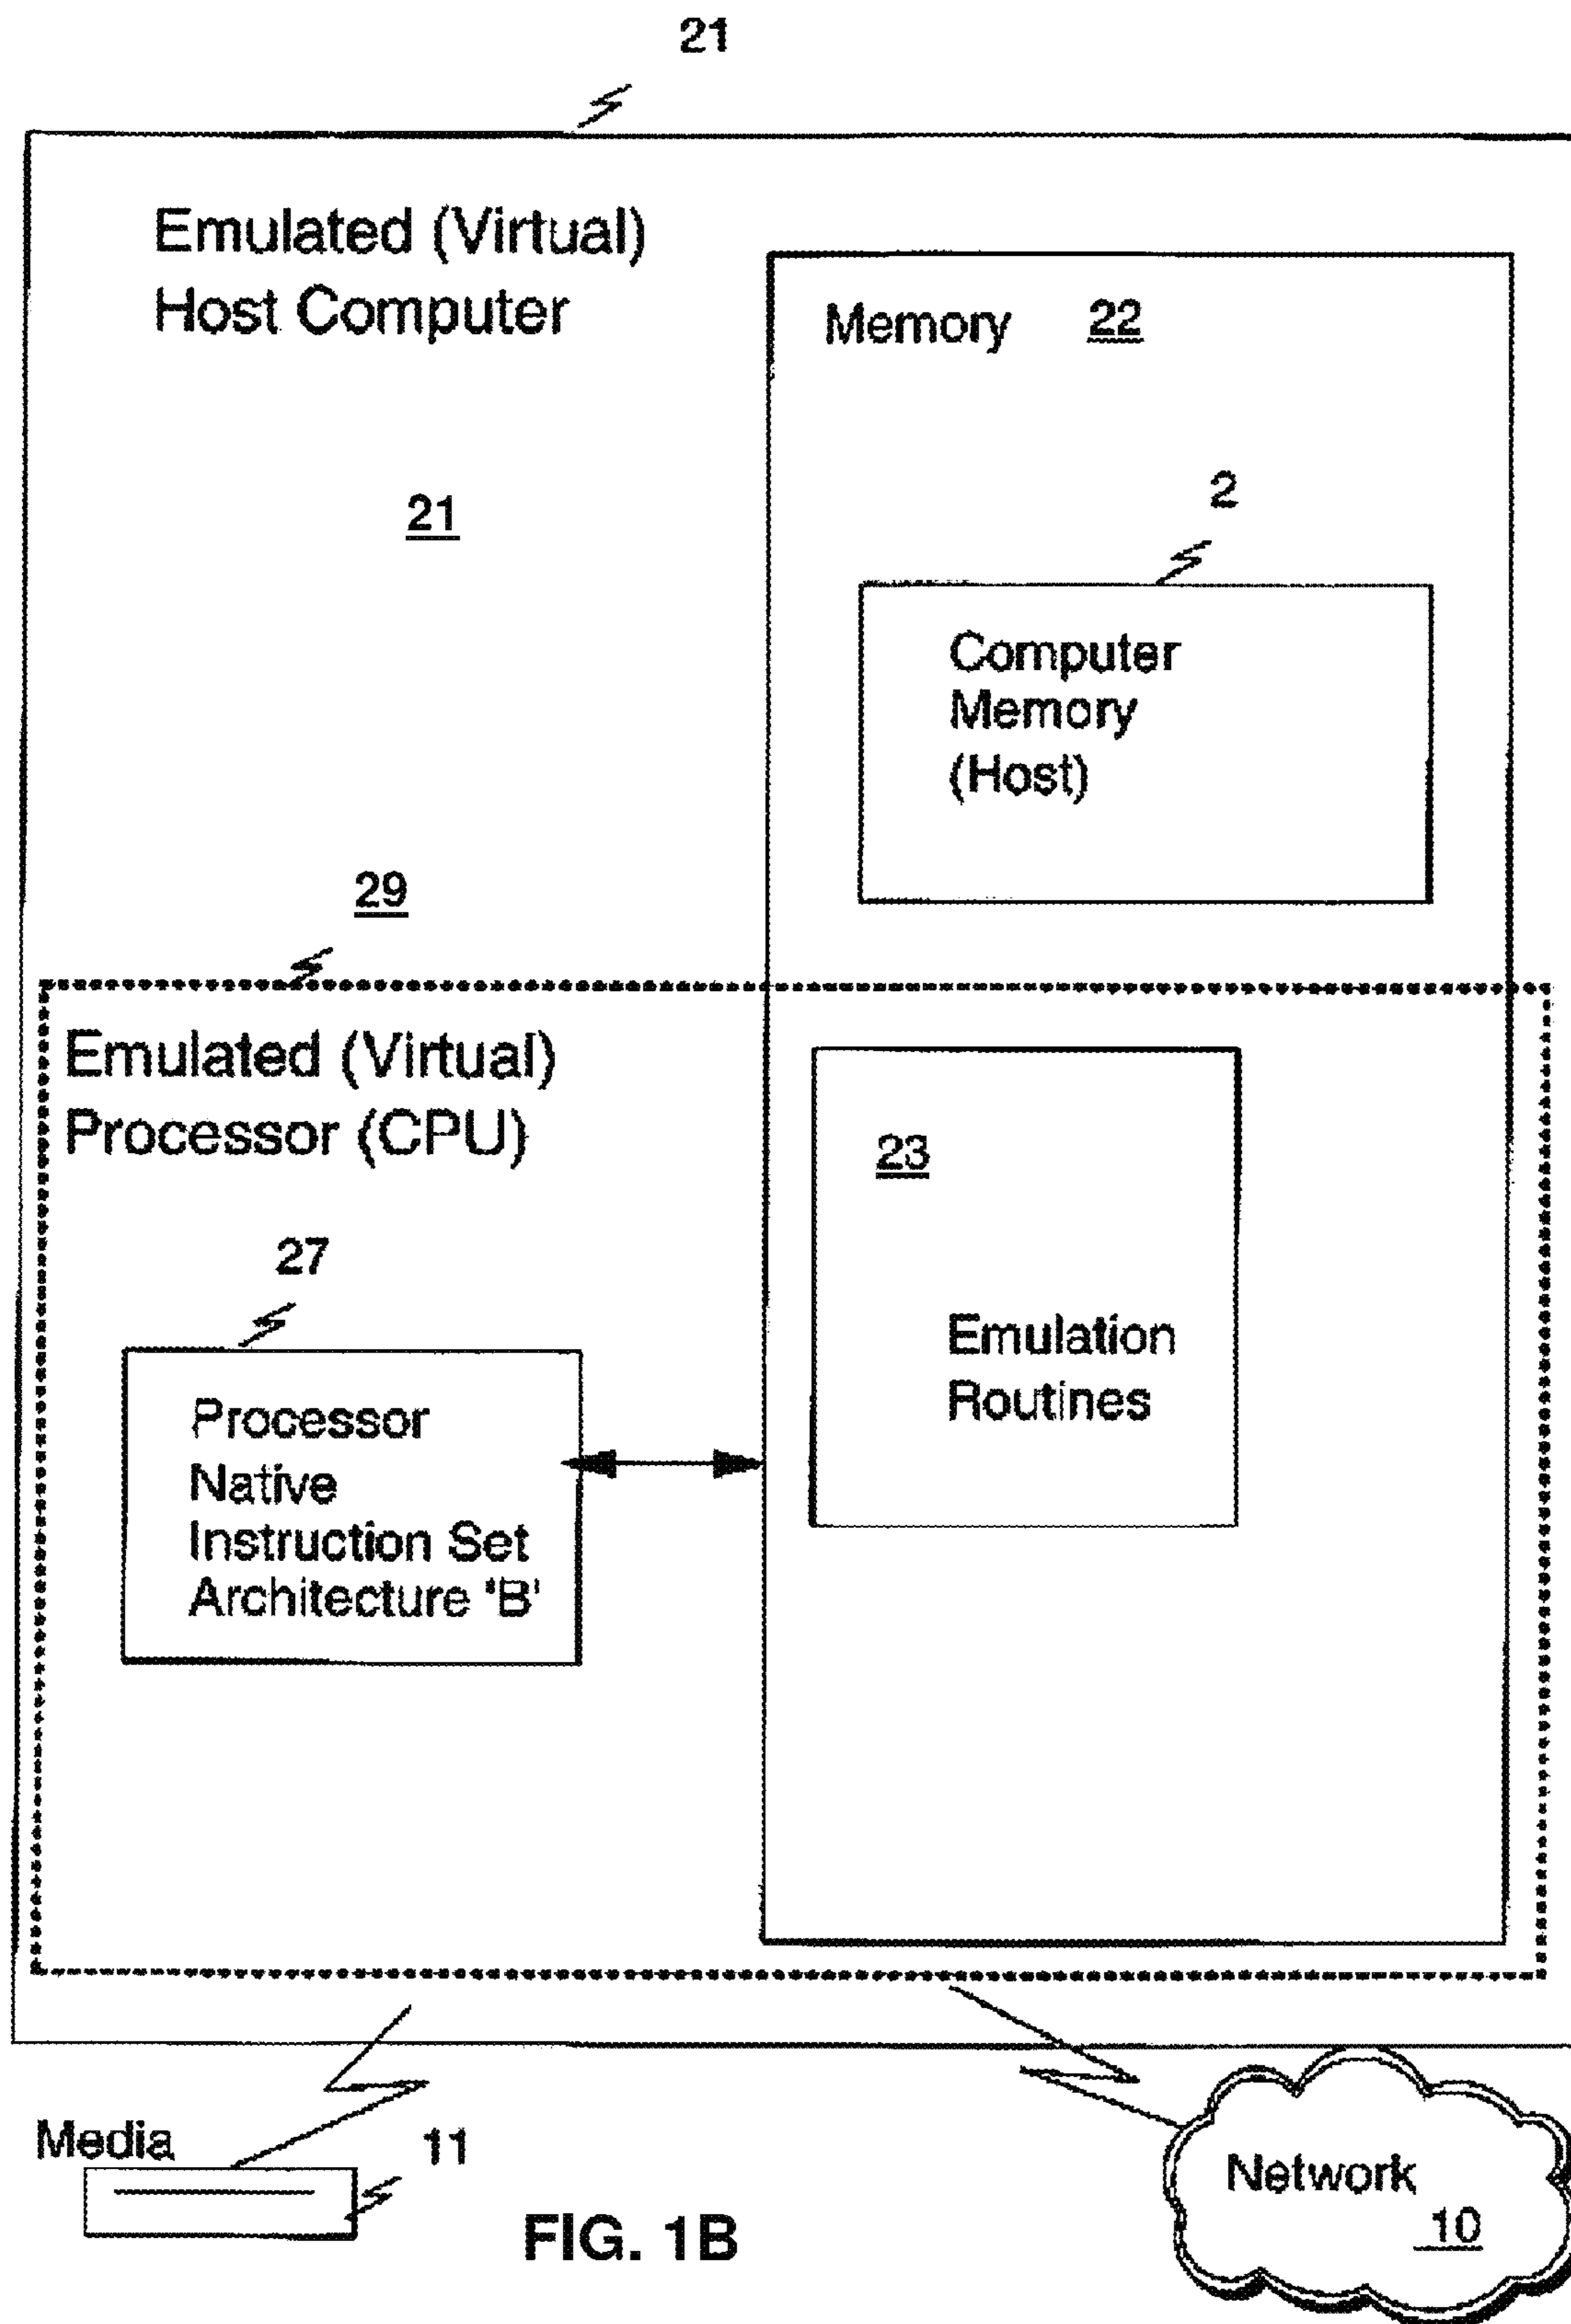 21
Emulated (Virtual)
Host Computer
21
Memory 22
2
Computer
Memory
(Host)
29
Emulated (Virtual)
Processor (CPU)
27
Processor
Native
Instruction Set
Architecture 'B'
23
Emulation
Routines
Media
11
Network
10
FIG. 1B